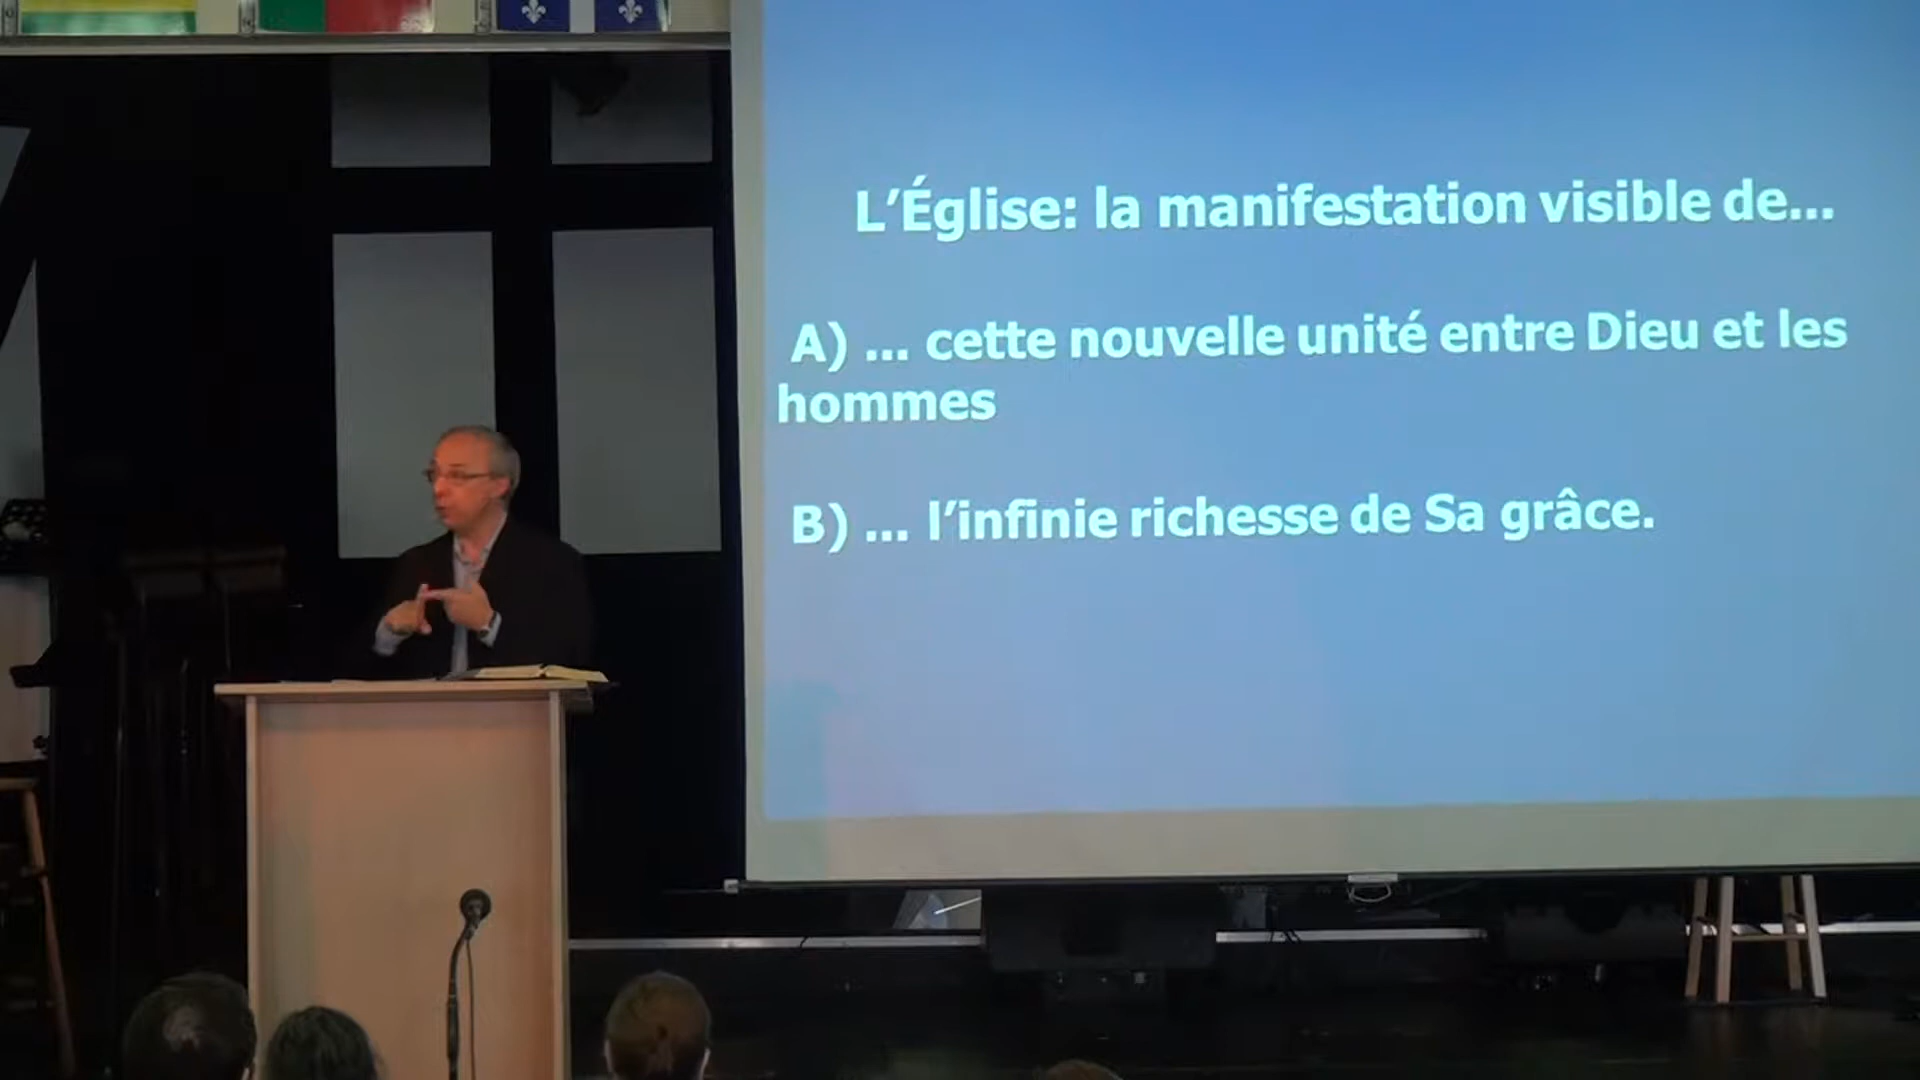 L'Église: la manifestation visible de...
A) ... cette nouvelle unité entre Dieu et les
hommes
B) ... l'infinie richesse de Sa grâce.